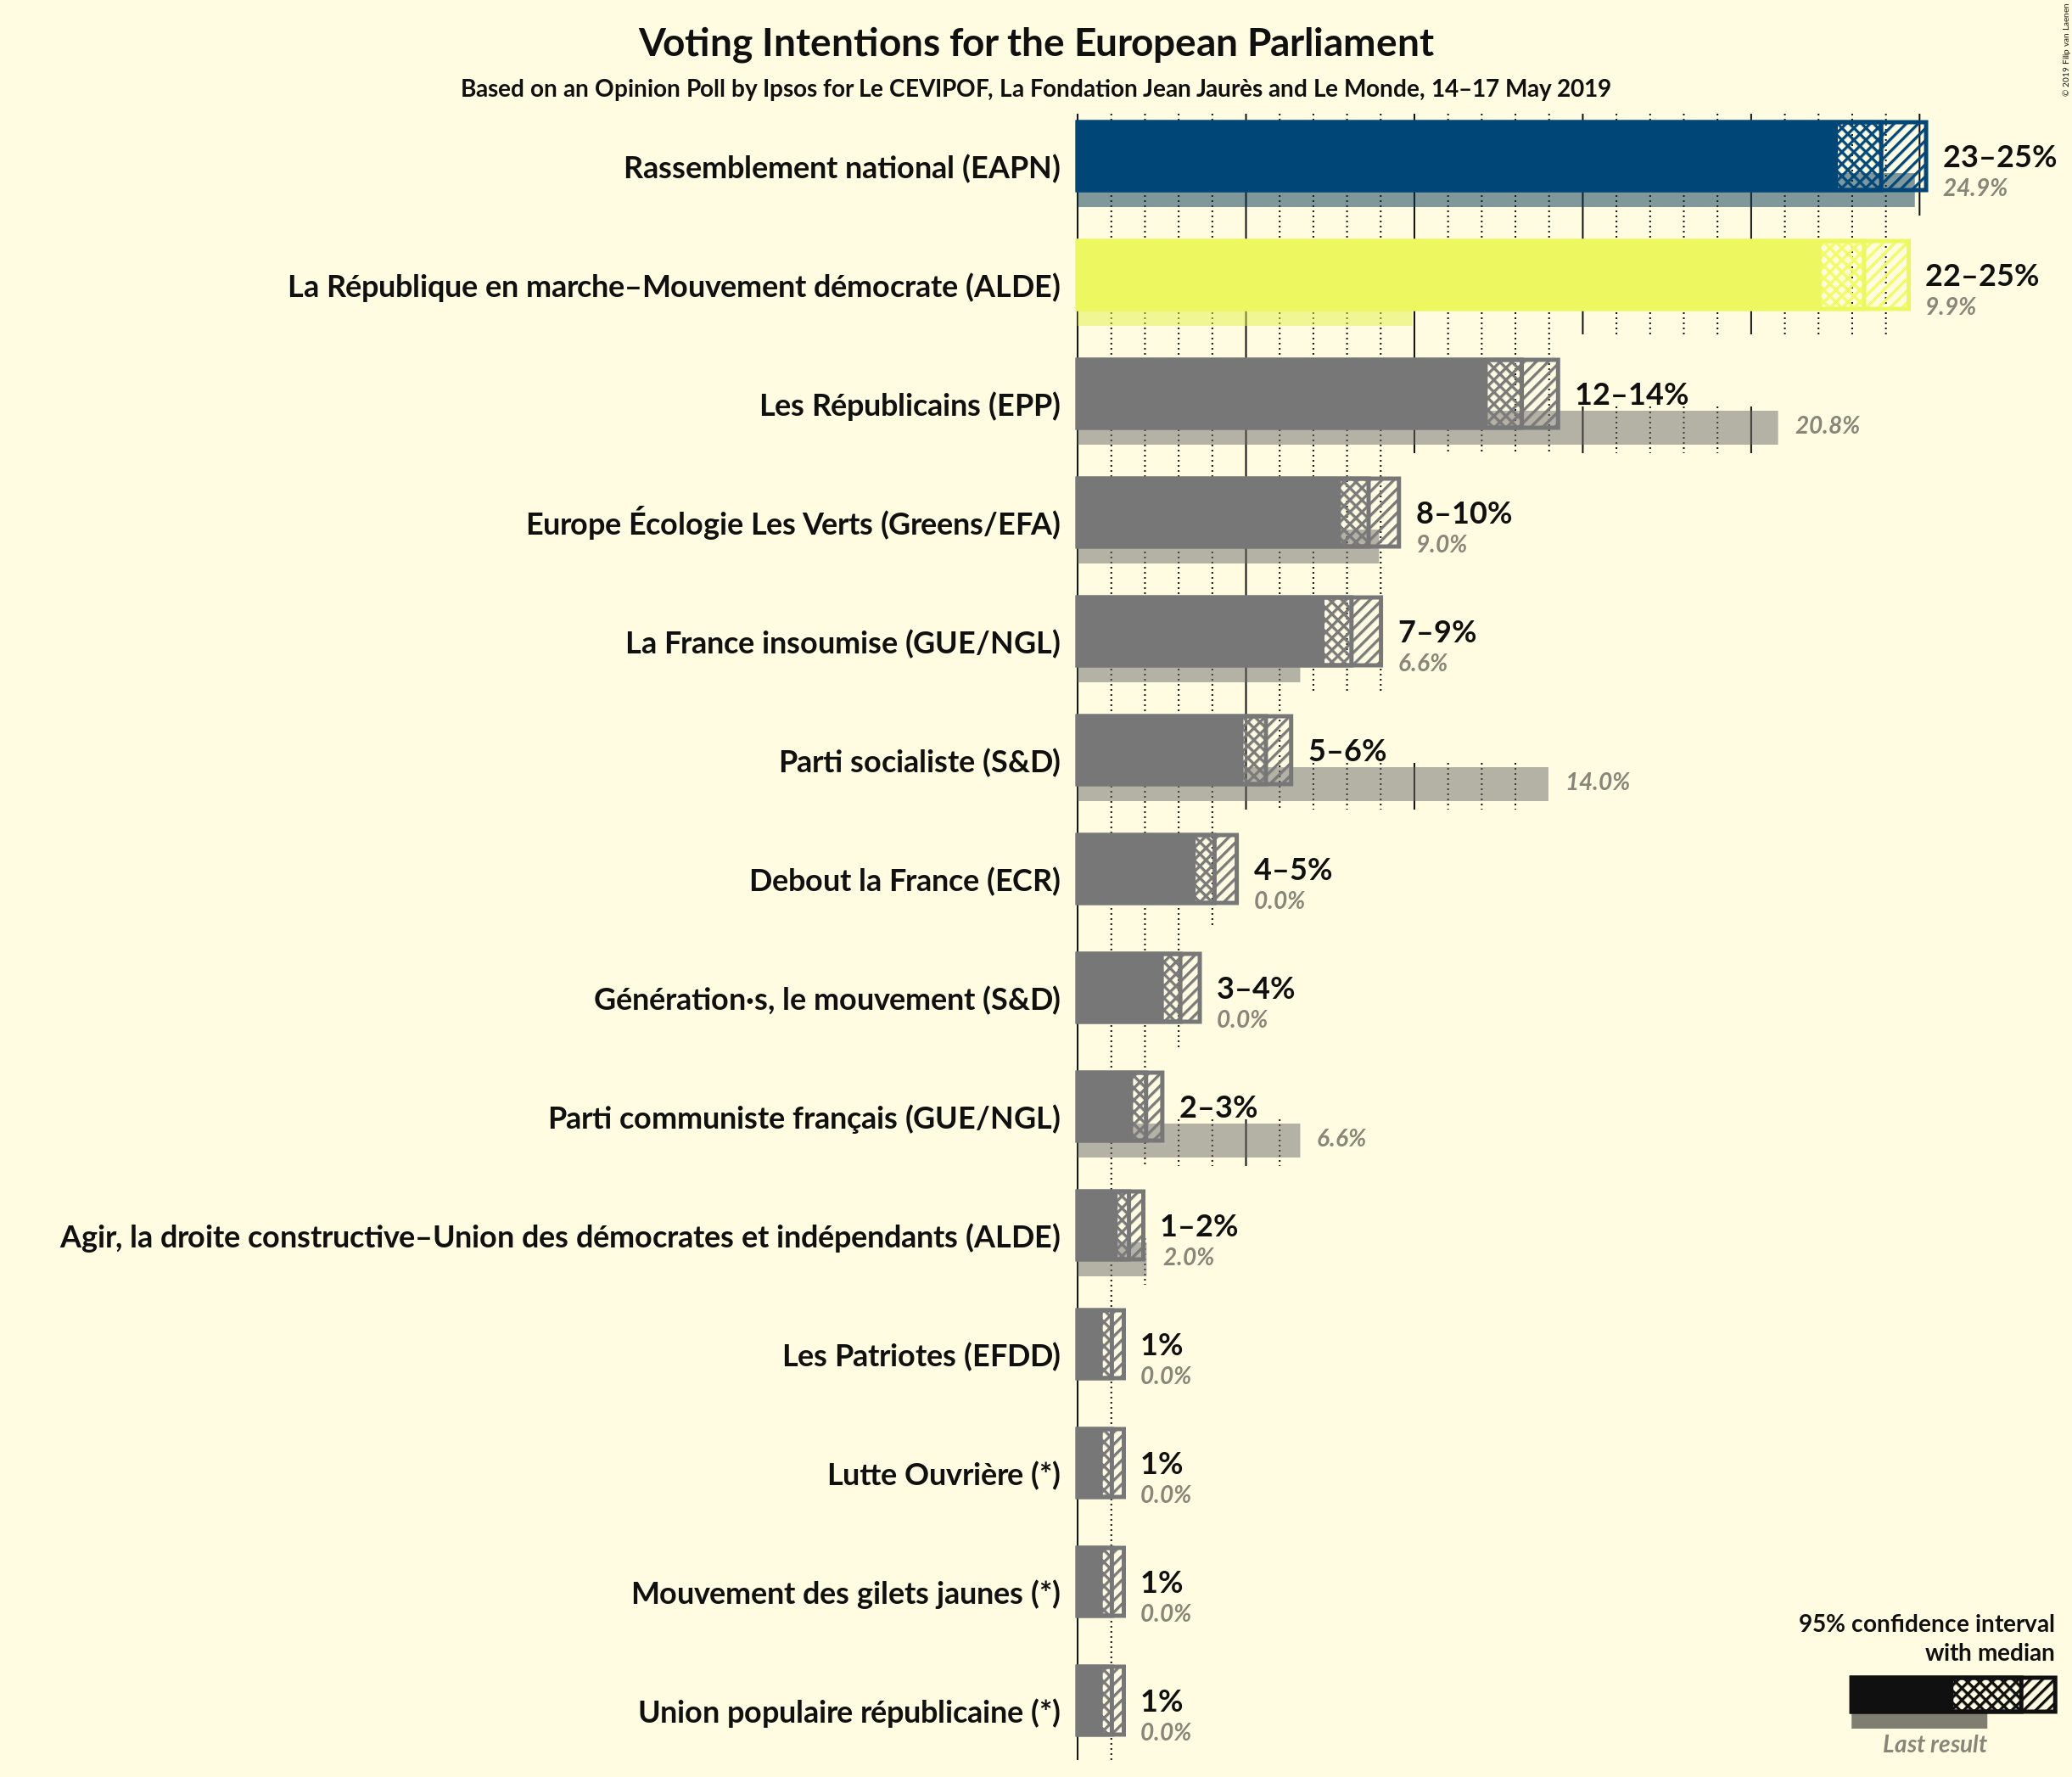 Voting Intentions for the European Parliament
Based on an Opinion Poll by Ipsos for Le CEVIPOF, La Fondation Jean Jaurès and Le Monde, 14–17 May 2019
© 2019 Filip van Laenen
Rassemblement national (EAPN)
23–25%
24.9%
La République en marche–Mouvement démocrate (ALDE)
22–25%
9.9%
Les Républicains (EPP)
12–14%
20.8%
Europe Écologie Les Verts (Greens/EFA)
8–10%
9.0%
La France insoumise (GUE/NGL)
7–9%
6.6%
Parti socialiste (S&D)
5–6%
14.0%
Debout la France (ECR)
4–5%
0.0%
Génération·s, le mouvement (S&D)
3–4%
0.0%
Parti communiste français (GUE/NGL)
2–3%
6.6%
Agir, la droite constructive–Union des démocrates et indépendants (ALDE)
1–2%
2.0%
Les Patriotes (EFDD)
1%
0.0%
Lutte Ouvrière (*)
1%
0.0%
Mouvement des gilets jaunes (*)
1%
0.0%
Union populaire républicaine (*)
1%
0.0%
95% confidence interval
with median
Last result